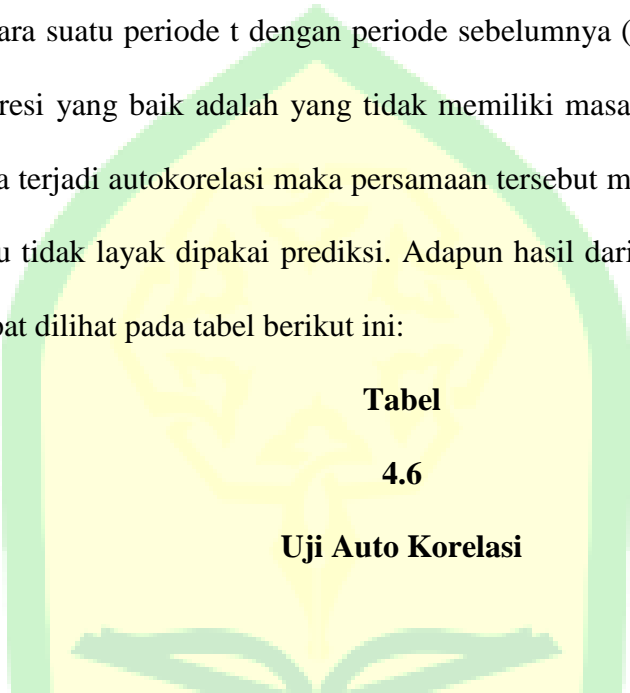 ara suatu periode t dengan periode sebelumnya (
resi yang baik adalah yang tidak memiliki masa
a terjadi autokorelasi maka persamaan tersebut m
u tidak layak dipakai prediksi. Adapun hasil dari
pat dilihat pada tabel berikut ini:
Tabel
4.6
Uji Auto Korelasi